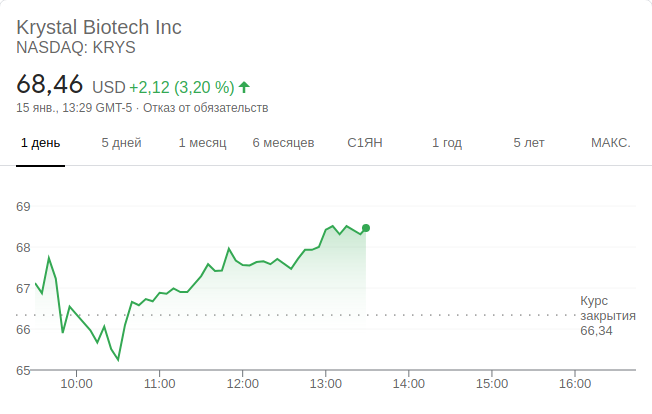 Krystal Biotech Inc
NASDAQ: KRYS
68,46 USD +2,12 (3,20 %)
15 янв., 13:29 GMT-5 · Отказ от обязательств
1 день 5 дней 1 месяц 6 месяцев С1ЯН 1 год 5 лет МАКС.
69
68
67
66
65
Курс
закрытия
66,34
10:00 11:00 12:00 13:00 14:00 15:00 16:00